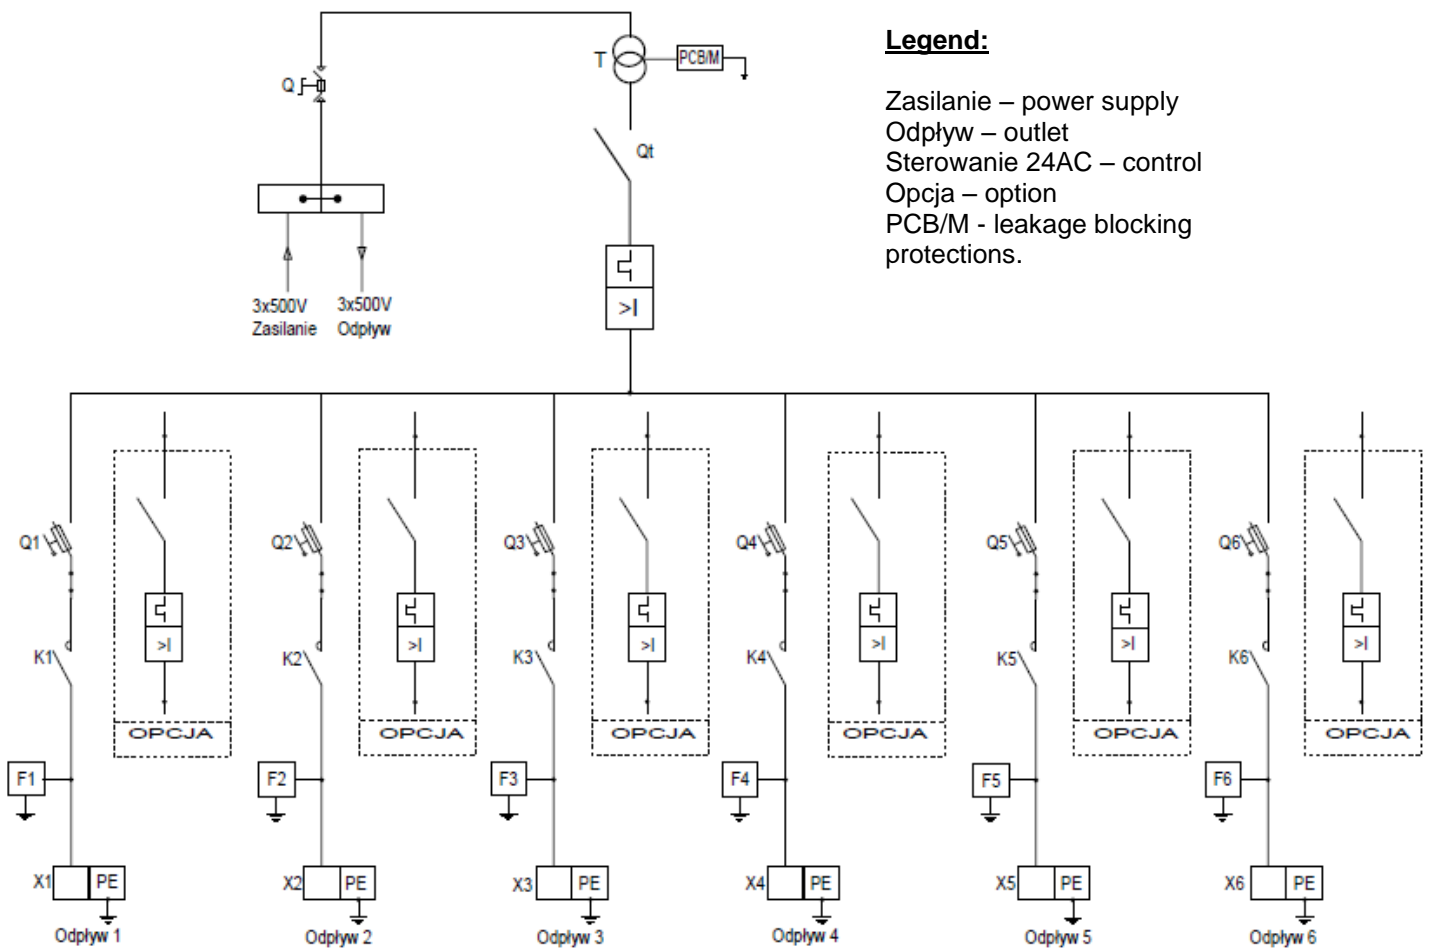 Legend:
Zasilanie – power supply
Odpływ – outlet
Sterowanie 24AC – control
Opcja – option
PCB/M - leakage blocking
protections.
T
PCB/M
Q
Qt
>I
3x500V
Zasilanie
3x500V
Odpływ
Q1
Q2
Q3
Q4
Q5
Q6
>I
>I
>I
>I
>I
>I
K1
K2
K3
K4
K5
K6
OPCJA
OPCJA
OPCJA
OPCJA
OPCJA
OPCJA
F1
F2
F3
F4
F5
F6
X1 PE
X2 PE
X3 PE
X4 PE
X5 PE
X6 PE
Odpływ 1
Odpływ 2
Odpływ 3
Odpływ 4
Odpływ 5
Odpływ 6